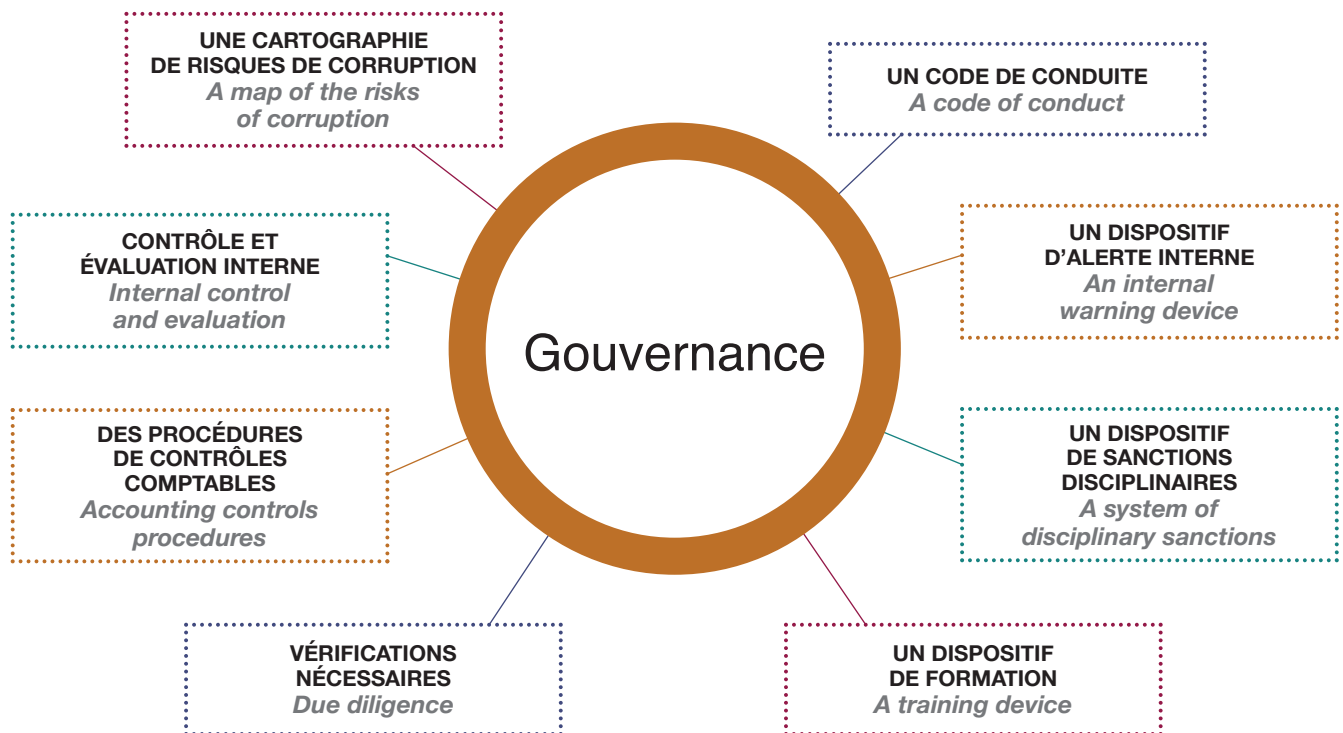 UNE CARTOGRAPHIE
DE RISQUES DE CORRUPTION
A map of the risks
of corruption
UN CODE DE CONDUITE
A code of conduct
CONTRÔLE ET
ÉVALUATION INTERNE
Internal control
and evaluation
UN DISPOSITIF
D’ALERTE INTERNE
An internal
warning device
Gouvernance
DES PROCÉDURES
DE CONTRÔLES
COMPTABLES
Accounting controls
procedures
UN DISPOSITIF
DE SANCTIONS
DISCIPLINAIRES
A system of
disciplinary sanctions
VÉRIFICATIONS
NÉCESSAIRES
Due diligence
UN DISPOSITIF
DE FORMATION
A training device